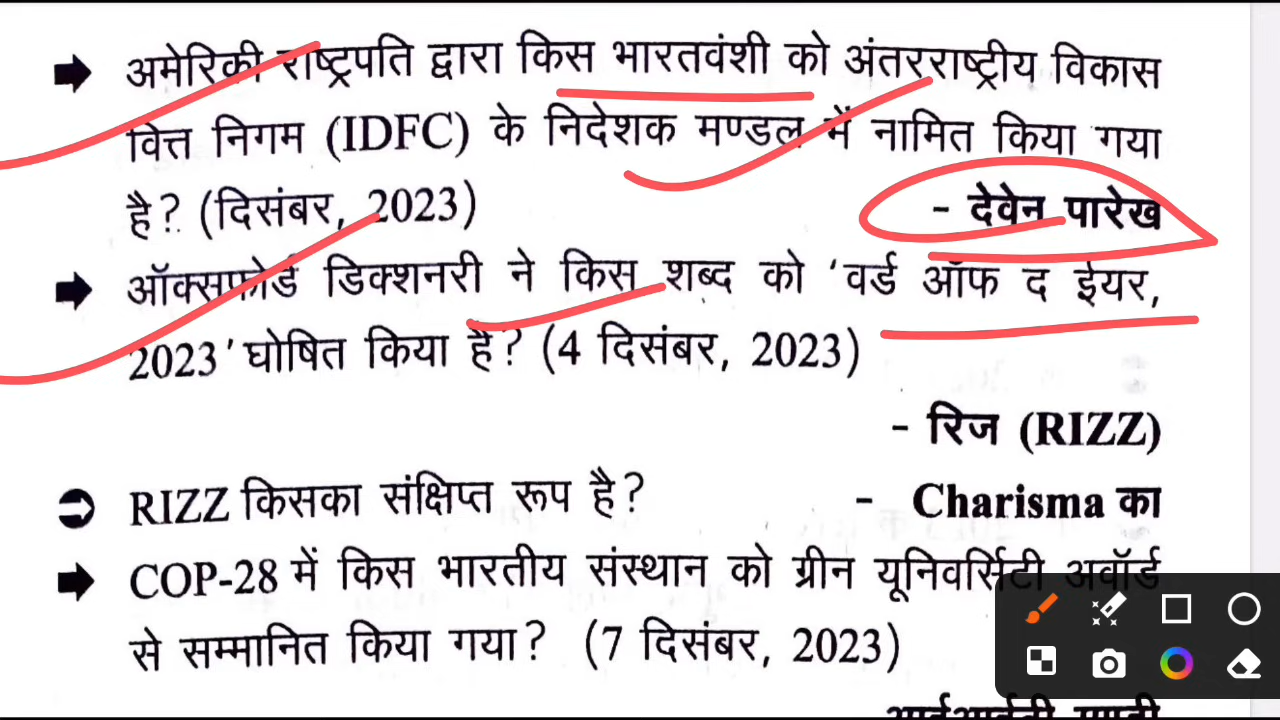 ➡ अमेरिकी राष्ट्रपति द्वारा किस भारतवंशी को अंतरराष्ट्रीय विकास
वित्त निगम (IDFC) के निदेशक मण्डल में नामित किया गया
है? (दिसंबर, 2023) - देवेन पारेख
➡ ऑक्सफोर्ड डिक्शनरी ने किस शब्द को ‘वर्ड ऑफ द ईयर,
2023’ घोषित किया है? (4 दिसंबर, 2023)
- रिज (RIZZ)
➲ RIZZ किसका संक्षिप्त रूप है? - Charisma का
➡ COP-28 में किस भारतीय संस्थान को ग्रीन यूनिवर्सिटी अवॉर्ड
से सम्मानित किया गया? (7 दिसंबर, 2023)